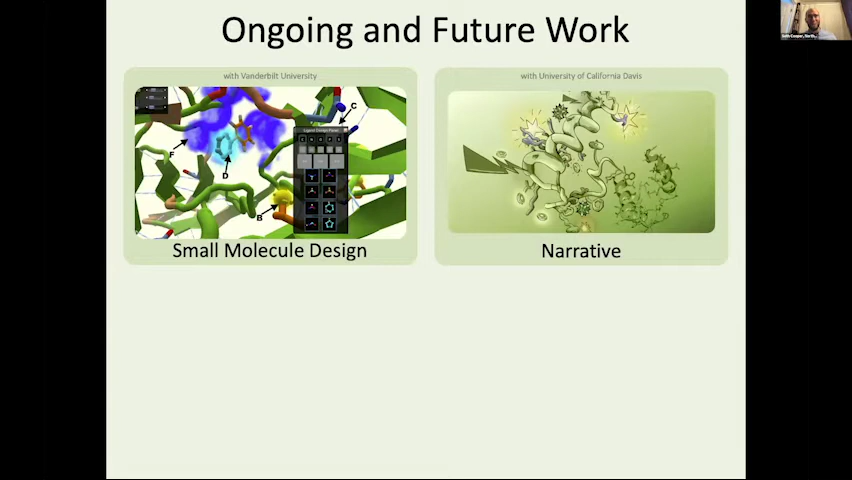 Ongoing and Future Work
with Vanderbilt University
with University of California Davis
C
F
D
B
Small Molecule Design
Narrative